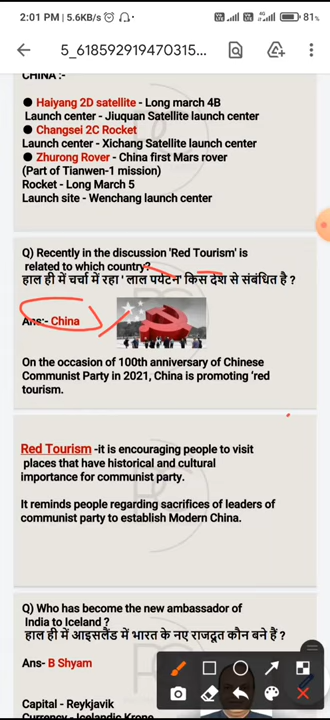 2:01 PM | 5.6KB/s
81%
5_618592919470315...
CHINA :-
● Haiyang 2D satellite - Long march 4B
Launch center - Jiuquan Satellite launch center
● Changsei 2C Rocket
Launch center - Xichang Satellite launch center
● Zhurong Rover - China first Mars rover
(Part of Tianwen-1 mission)
Rocket - Long March 5
Launch site - Wenchang launch center
Q) Recently in the discussion 'Red Tourism' is
related to which country?
हाल ही में चर्चा में रहा ' लाल पर्यटन' किस देश से संबंधित है ?
Ans:- China
On the occasion of 100th anniversary of Chinese
Communist Party in 2021, China is promoting 'red
tourism.
Red Tourism -it is encouraging people to visit
places that have historical and cultural
importance for communist party.
It reminds people regarding sacrifices of leaders of
communist party to establish Modern China.
Q) Who has become the new ambassador of
India to Iceland ?
हाल ही में आइसलैंड में भारत के नए राजदूत कौन बने हैं ?
Ans- B Shyam
Capital - Reykjavik
Currency - Icelandic Krone